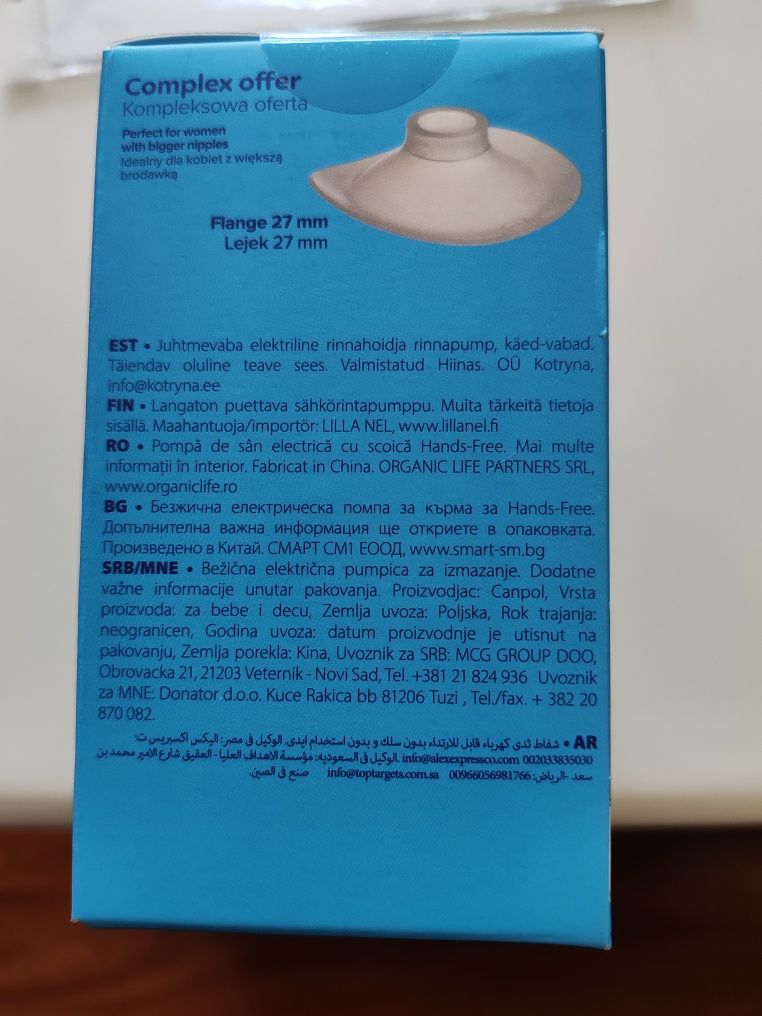 Complex offer
Kompleksowa oferta
Perfect for women
with bigger nipples
Idealny dla kobiet z większą
brodawką
Flange 27 mm
Lejek 27 mm
EST • Juhtmevaba elektriline rinnahoidja rinnapump, käed-vabad.
Täiendav oluline teave sees. Valmistatud Hiinas. OÜ Kotryna,
info@kotryna.ee
FIN • Langaton puettava sähkörintapumppu. Muita tärkeitä tietoja
sisällä. Maahantuoja/importör: LILLA NEL, www.lillanel.fi
RO • Pompă de sân electrică cu scoică Hands-Free. Mai multe
informații în interior. Fabricat in China. ORGANIC LIFE PARTNERS SRL,
www.organiclife.ro
BG • Безжична електрическа помпа за кърма за Hands-Free.
Допълнителна важна информация ще откриете в опаковката.
Произведено в Китай. СМАРТ СМ1 ЕООД, www.smart-sm.bg
SRB/MNE • Bežična električna pumpica za izmazanje. Dodatne
važne informacije unutar pakovanja. Proizvodjac: Canpol, Vrsta
proizvoda: za bebe i decu, Zemlja uvoza: Poljska, Rok trajanja:
neogranicen, Godina uvoza: datum proizvodnje je utisnut na
pakovanju, Zemlja porekla: Kina, Uvoznik za SRB: MCG GROUP DOO,
Obrovacka 21, 21203 Veternik - Novi Sad, Tel. +381 21 824 936 Uvoznik
za MNE: Donator d.o.o. Kuce Rakica bb 81206 Tuzi , Tel./fax. + 382 20
870 082.
AR • شفاط ثدى كهرباء قابل للارتداء بدون سلك و بدون استخدام ايدى. الوكيل فى مصر: اليكس اكسبريس ت:
002033835030 info@alexexpressco.com .الوكيل فى السعوديه: مؤسسة الاهداف العليا - العقيق شارع الامير محمد بن
سعد -الرياض: 00966056981766 info@toptargets.com.sa صنع فى الصين.